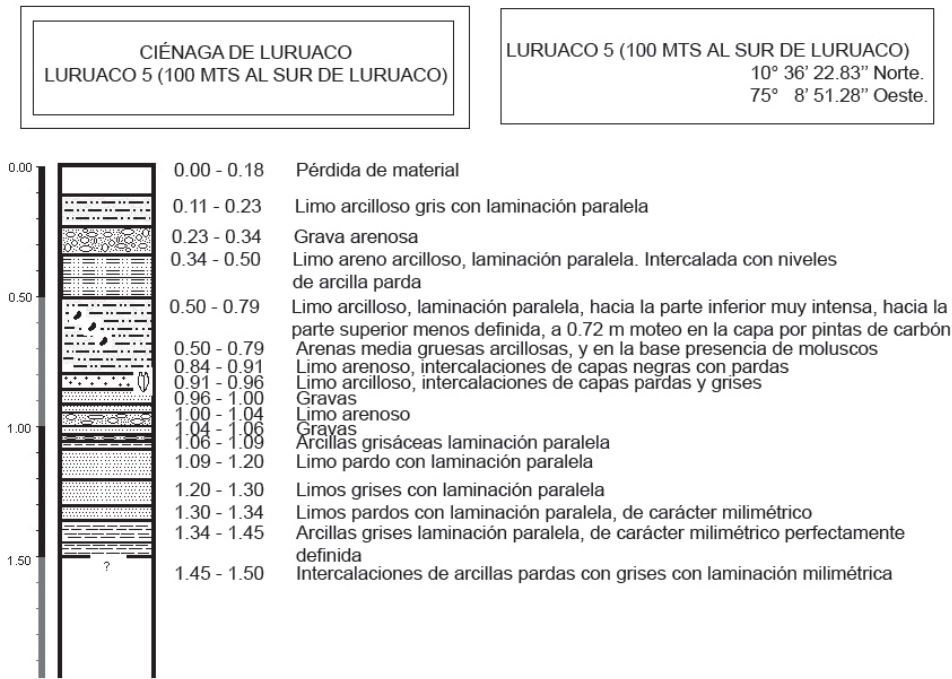 CIÉNAGA DE LURUACO
LURUACO 5 (100 MTS AL SUR DE LURUACO)
LURUACO 5 (100 MTS AL SUR DE LURUACO)
10° 36' 22.83'' Norte.
75° 8' 51.28'' Oeste.
0.00
0.00 - 0.18 Pérdida de material
0.11 - 0.23 Limo arcilloso gris con laminación paralela
0.23 - 0.34 Grava arenosa
0.34 - 0.50 Limo areno arcilloso, laminación paralela. Intercalada con niveles
de arcilla parda
0.50
0.50 - 0.79 Limo arcilloso, laminación paralela, hacia la parte inferior muy intensa, hacia la
parte superior menos definida, a 0.72 m moteo en la capa por pintas de carbón
0.50 - 0.79 Arenas media gruesas arcillosas, y en la base presencia de moluscos
0.84 - 0.91 Limo arenoso, intercalaciones de capas negras con pardas
0.91 - 0.96 Limo arcilloso, intercalaciones de capas pardas y grises
0.96 - 1.00 Gravas
1.00 - 1.04 Limo arenoso
1.00
1.04 - 1.06 Gravas
1.06 - 1.09 Arcillas grisáceas laminación paralela
1.09 - 1.20 Limo pardo con laminación paralela
1.20 - 1.30 Limos grises con laminación paralela
1.30 - 1.34 Limos pardos con laminación paralela, de carácter milimétrico
1.34 - 1.45 Arcillas grises laminación paralela, de carácter milimétrico perfectamente
definida
1.50
?
1.45 - 1.50 Intercalaciones de arcillas pardas con grises con laminación milimétrica